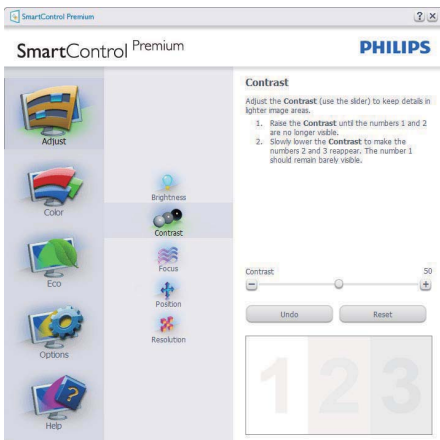 SmartControl Premium
? X
SmartControl Premium
PHILIPS
Adjust
Color
Eco
Options
Help
Brightness
Contrast
Focus
Position
Resolution
Contrast
Adjust the Contrast (use the slider) to keep details in
lighter image areas.
1. Raise the Contrast until the numbers 1 and 2
are no longer visible.
2. Slowly lower the Contrast to make the
numbers 2 and 3 reappear. The number 1
should remain barely visible.
Contrast 50
Undo Reset
1 2 3